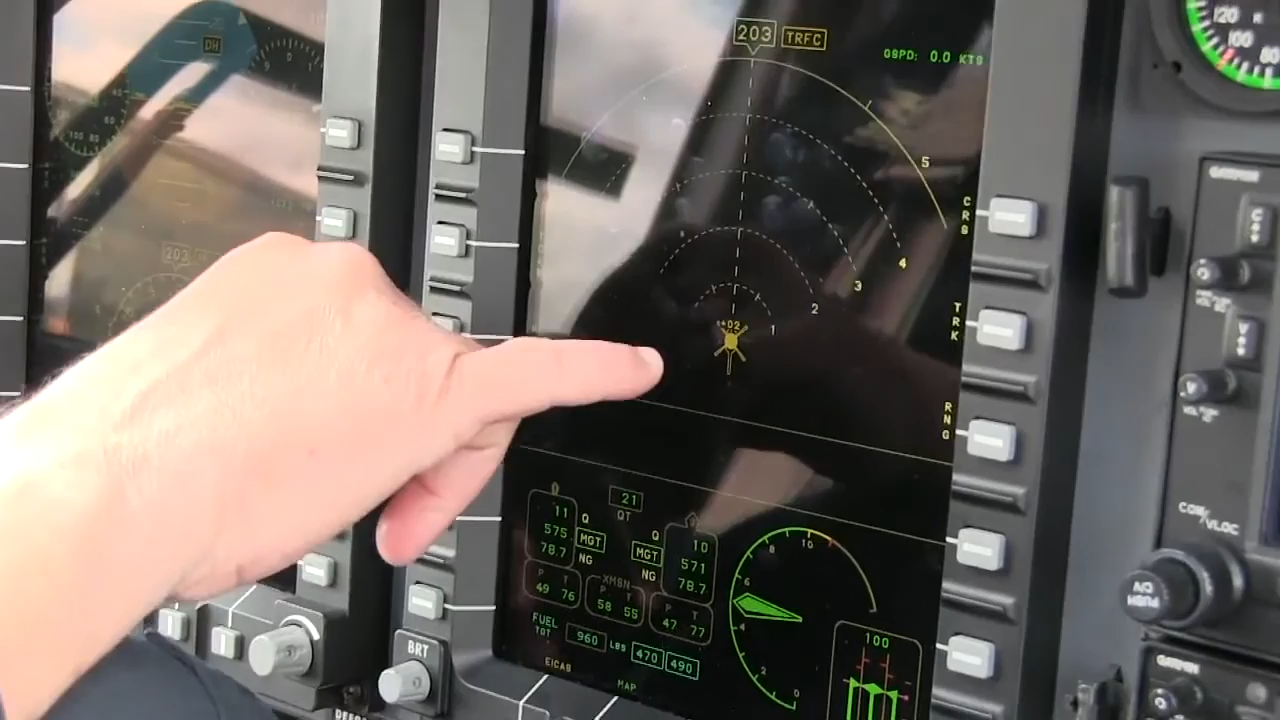 DH
203
203 TRFC
GSPD: 0.0 KTS
5
4
3
2
1
02
CRS
TRK
RNG
21
QT
11 Q
575 MGT
78.7 NG
Q 10
MGT 571
NG 78.7
XMSN
P T
49 76
58 55
P T
47 77
FUEL
TOT
960 LBS 470 490
EICAS
MAP
10
8
6
4
2
0
100
BRT
120
100
80
GARMIN
C
V
COM/VLOC
PUSH
C/V
GARMIN